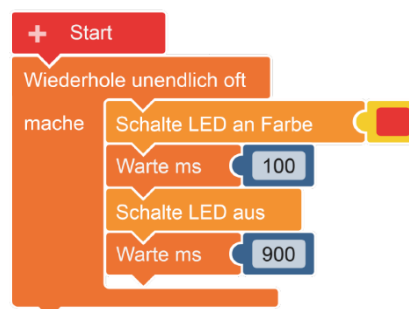 + Start
Wiederhole unendlich oft
mache Schalte LED an Farbe
Warte ms 100
Schalte LED aus
Warte ms 900